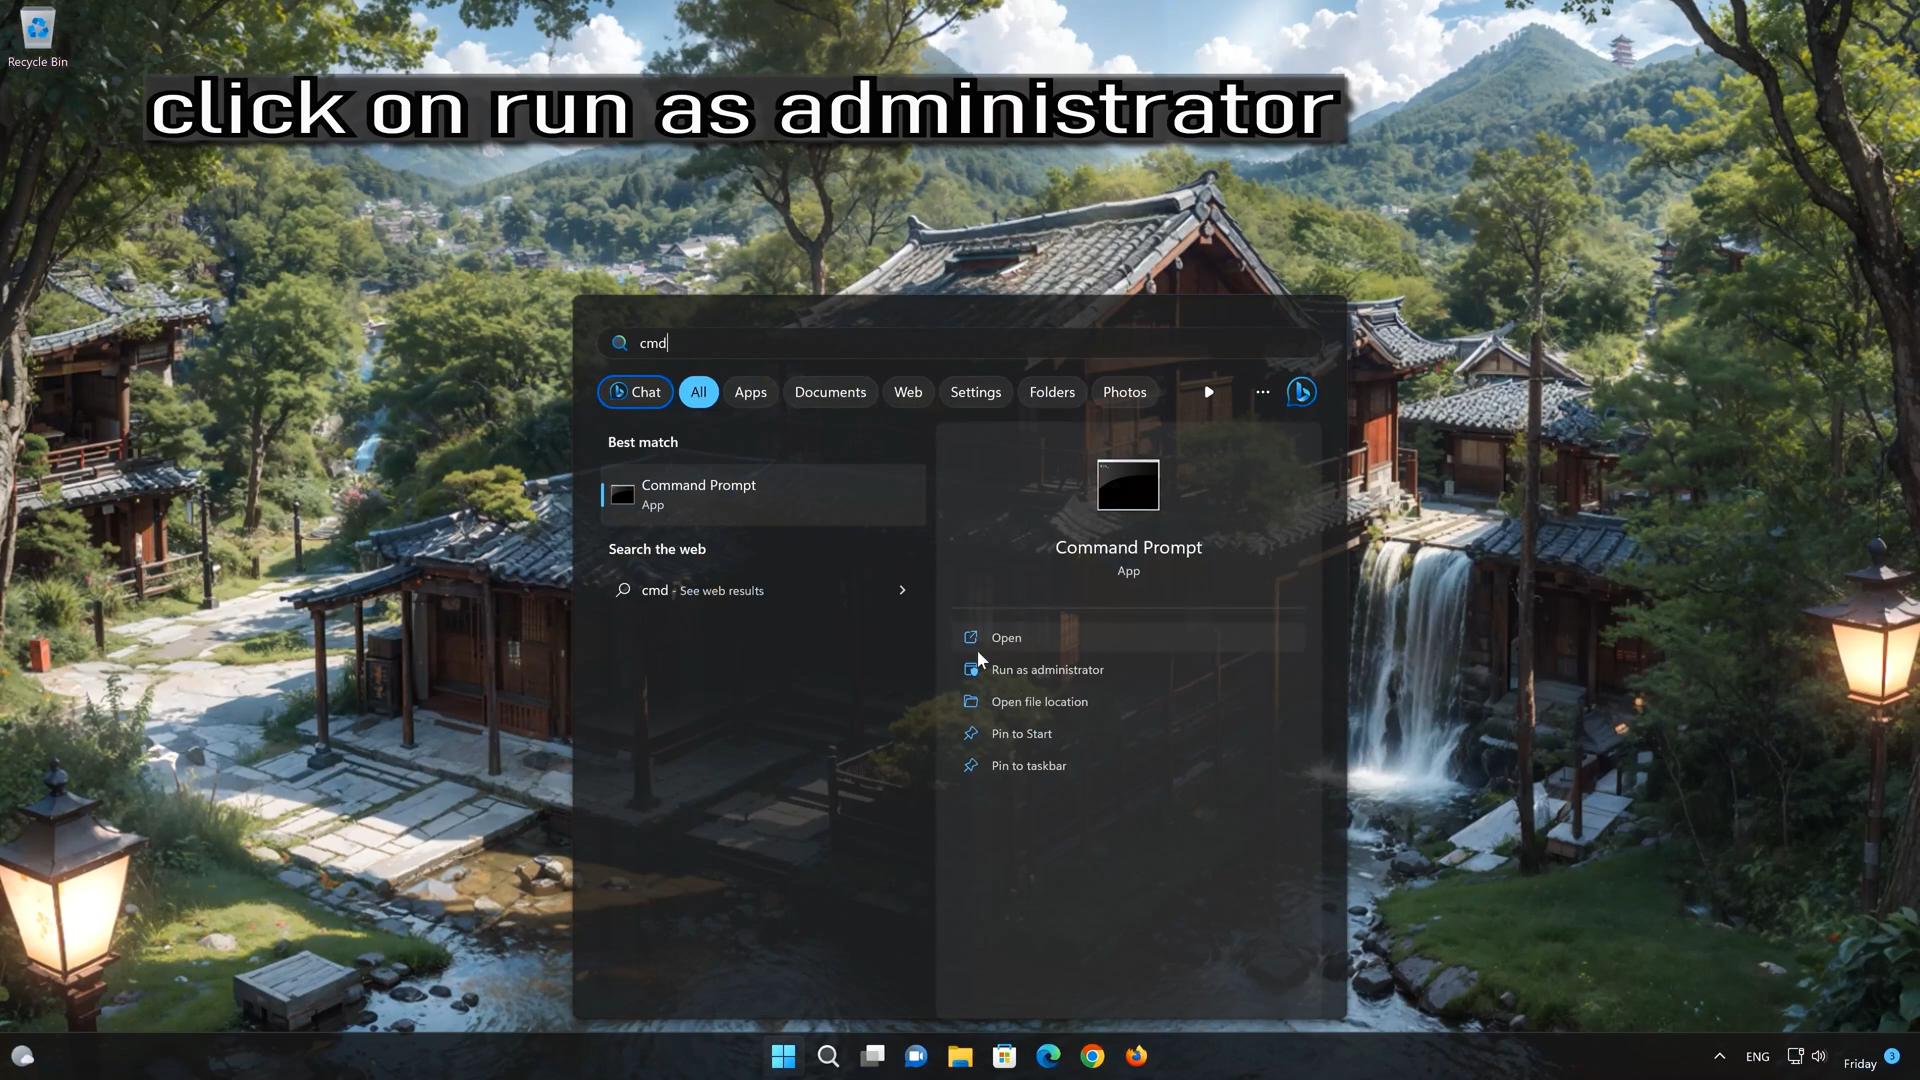 Recycle Bin
click on run as administrator
cmd
Chat
All
Apps
Documents
Web
Settings
Folders
Photos
Best match
Command Prompt
App
Search the web
cmd - See web results
Command Prompt
App
Open
Run as administrator
Open file location
Pin to Start
Pin to taskbar
ENG
Friday
3